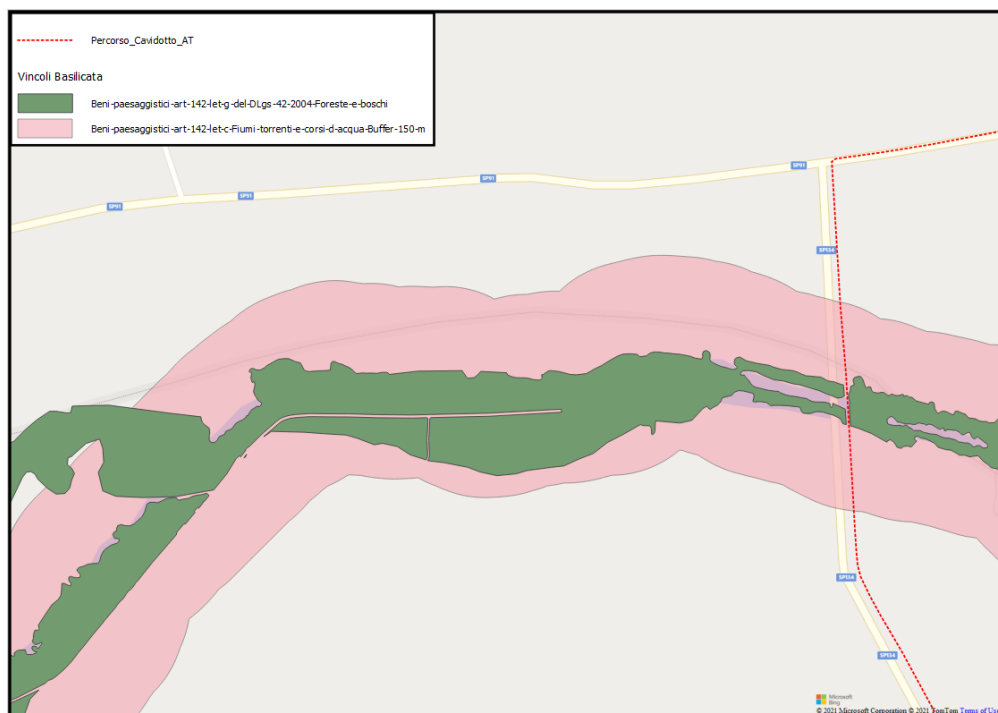 Percorso_Cavidotto_AT
Vincoli Basilicata
Beni-paesaggistici-art-142-let-g-del-DLgs-42-2004-Foreste-e-boschi
Beni-paesaggistici-art-142-let-c-Fiumi-torrenti-e-corsi-d-acqua-Buffer-150-m
SP91
SP91
SP91
SP91
SP154
SP154
SP154
Microsoft
Bing
© 2021 Microsoft Corporation © 2021 TomTom Terms of Use